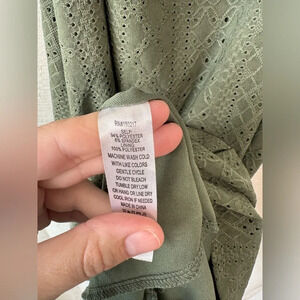 SELF:
94% POLYESTER
6% SPANDEX
LINING:
100% POLYESTER
MACHINE WASH COLD
WITH LIKE COLORS
GENTLE CYCLE
DO NOT BLEACH
TUMBLE DRY LOW
OR HANG OR LINE DRY
COOL IRON IF NEEDED
MADE IN CHINA